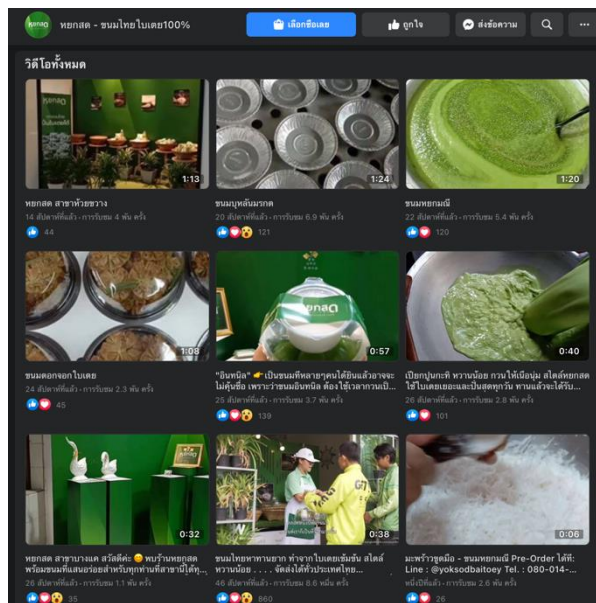 หยกสด
หยกสด - ขนมไทยใบเตย100%
เลือกซื้อเลย
ถูกใจ
ส่งข้อความ
วิดีโอทั้งหมด
หยกสด
1:13
1:24
1:20
หยกสด สาขาห้วยขวาง
14 สัปดาห์ที่แล้ว · การรับชม 4 พัน ครั้ง
44
ขนมบุหลันมรกต
20 สัปดาห์ที่แล้ว · การรับชม 6.9 พัน ครั้ง
121
ขนมหยกมณี
22 สัปดาห์ที่แล้ว · การรับชม 5.4 พัน ครั้ง
120
1:08
หยกสด
0:57
0:40
ขนมดอกจอกใบเตย
24 สัปดาห์ที่แล้ว · การรับชม 2.3 พัน ครั้ง
45
"อินทนิล" 👉 เป็นขนมที่หลายๆคนได้ยินแล้วอาจจะ
ไม่คุ้นชื่อ เพราะว่าขนมอินทนิล ต้องใช้เวลากวนเป็...
25 สัปดาห์ที่แล้ว · การรับชม 3.7 พัน ครั้ง
139
เปียกปูนกะทิ หวานน้อย กวนให้เนื้อนุ่ม สไตล์หยกสด
ใช้ใบเตยเยอะและปั่นสดทุกวัน ทานแล้วจะได้รับ...
26 สัปดาห์ที่แล้ว · การรับชม 2.8 พัน ครั้ง
101
0:32
0:38
0:06
หยกสด สาขาบางแค สวัสดีค่ะ 😊 พบร้านหยกสด
พร้อมขนมที่แสนอร่อยสำหรับทุกท่านที่สาขานี้ได้ทุ...
26 สัปดาห์ที่แล้ว · การรับชม 1.1 พัน ครั้ง
35
ขนมไทยหาทานยาก ทำจากใบเตยเข้มข้น สไตล์
หวานน้อย . . . . จัดส่งได้ทั่วประเทศไทย...
46 สัปดาห์ที่แล้ว · การรับชม 8.6 หมื่น ครั้ง
860
มะพร้าวขูดมือ - ขนมหยกมณี Pre-Order ได้ที่:
Line : @yoksodbaitoey Tel. : 080-014-...
หนึ่งปีที่แล้ว · การรับชม 2.6 พัน ครั้ง
26